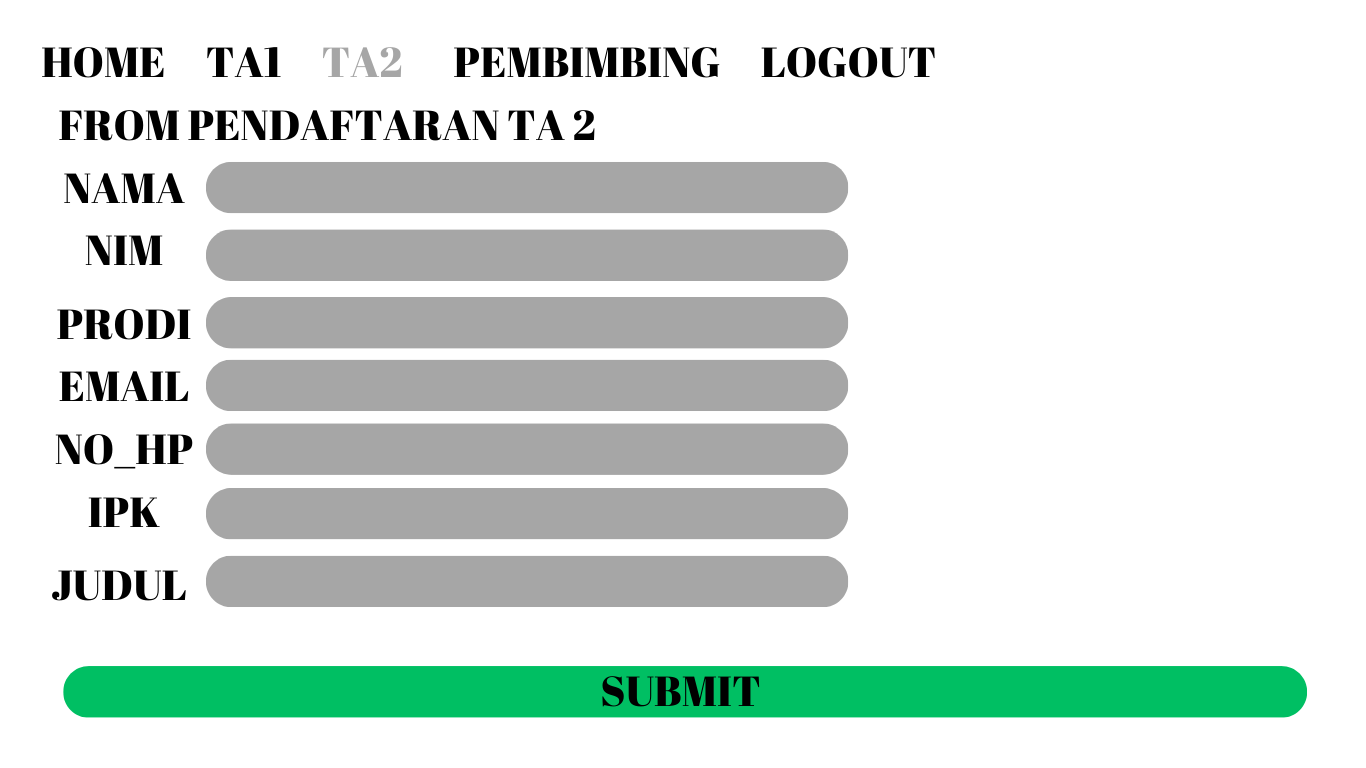 HOME TA1 TA2 PEMBIMBING LOGOUT
FROM PENDAFTARAN TA 2
NAMA
NIM
PRODI
EMAIL
NO_HP
IPK
JUDUL
SUBMIT